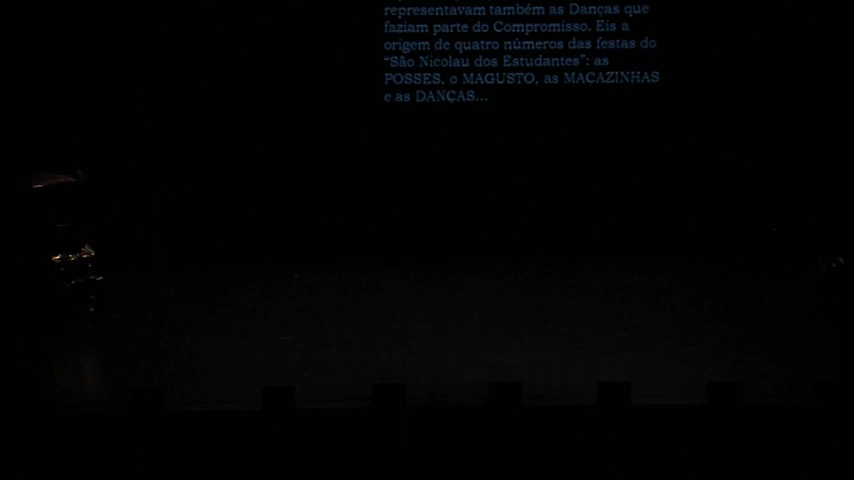 representavam também as Danças que
faziam parte do Compromisso. Eis a
origem de quatro números das festas do
“São Nicolau dos Estudantes”: as
POSSES, o MAGUSTO, as MAÇAZINHAS
e as DANÇAS...